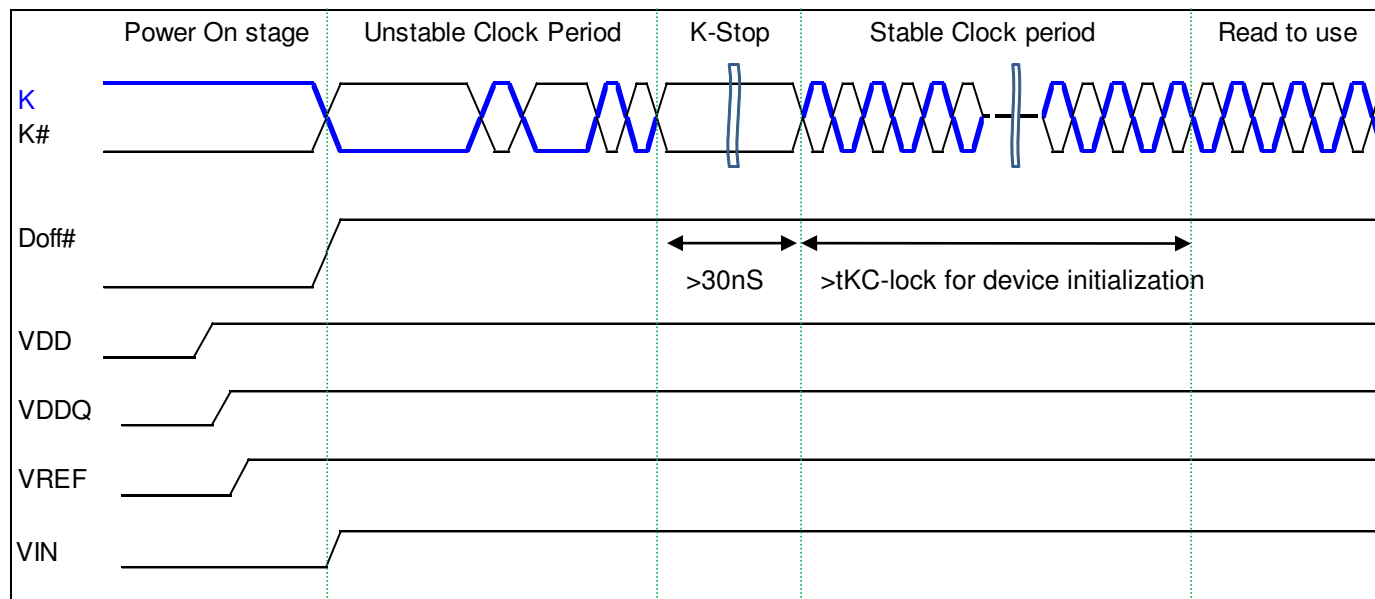 Power On stage Unstable Clock Period K-Stop Stable Clock period Read to use
K
K#
Doff#
>30nS >tKC-lock for device initialization
VDD
VDDQ
VREF
VIN